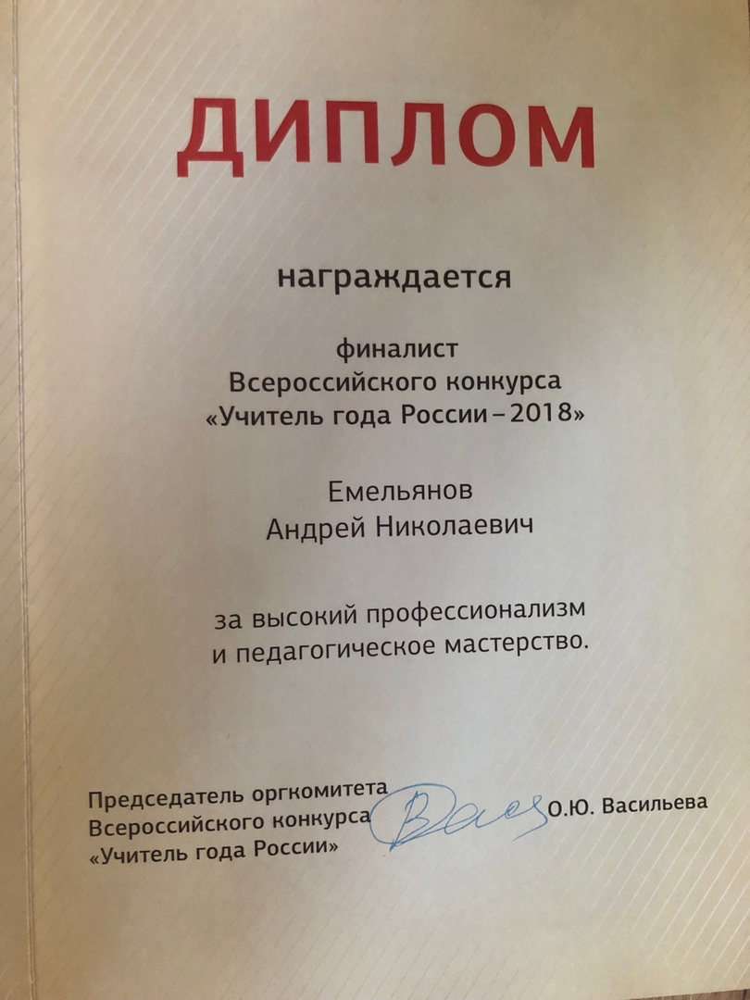 ДИПЛОМ
награждается
финалист
Всероссийского конкурса
«Учитель года России – 2018»
Емельянов
Андрей Николаевич
за высокий профессионализм
и педагогическое мастерство.
Председатель оргкомитета
Всероссийского конкурса
«Учитель года России»
О.Ю. Васильева